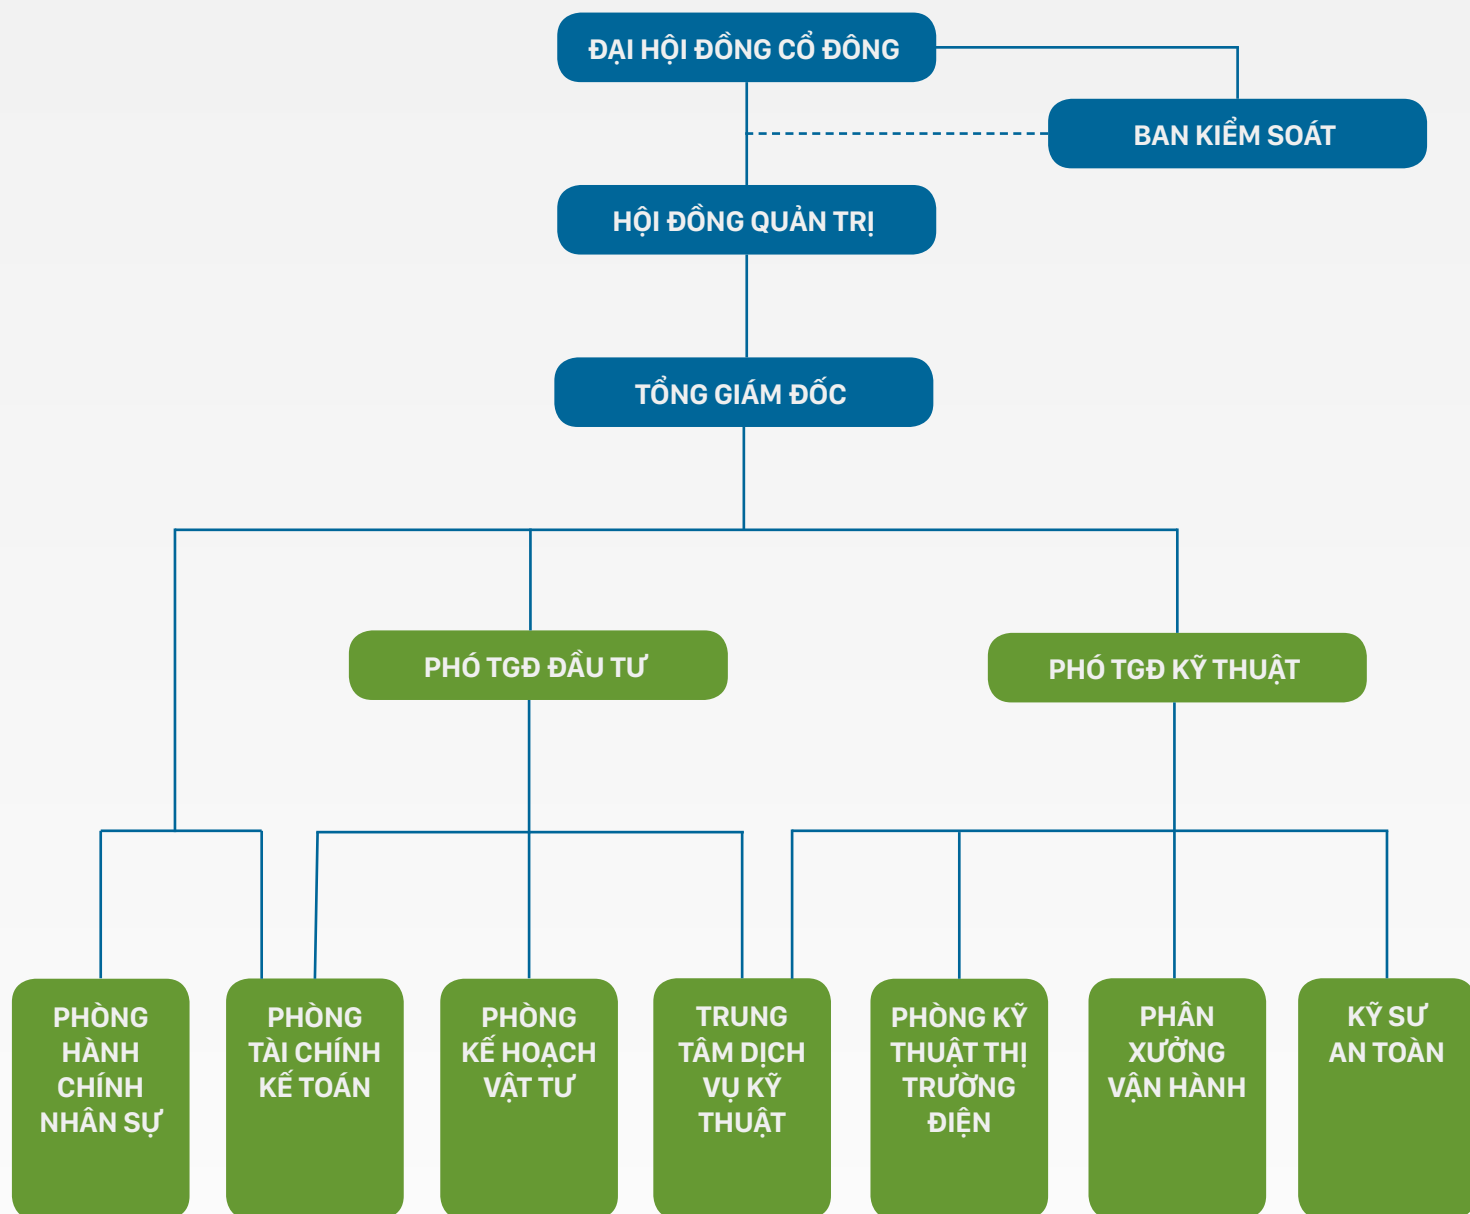 ĐẠI HỘI ĐỒNG CỔ ĐÔNG
BAN KIỂM SOÁT
HỘI ĐỒNG QUẢN TRỊ
TỔNG GIÁM ĐỐC
PHÓ TGĐ ĐẦU TƯ
PHÓ TGĐ KỸ THUẬT
PHÒNG
HÀNH
CHÍNH
NHÂN SỰ
PHÒNG
TÀI CHÍNH
KẾ TOÁN
PHÒNG
KẾ HOẠCH
VẬT TƯ
TRUNG
TÂM DỊCH
VỤ KỸ
THUẬT
PHÒNG KỸ
THUẬT THỊ
TRƯỜNG
ĐIỆN
PHÂN
XƯỞNG
VẬN HÀNH
KỸ SƯ
AN TOÀN